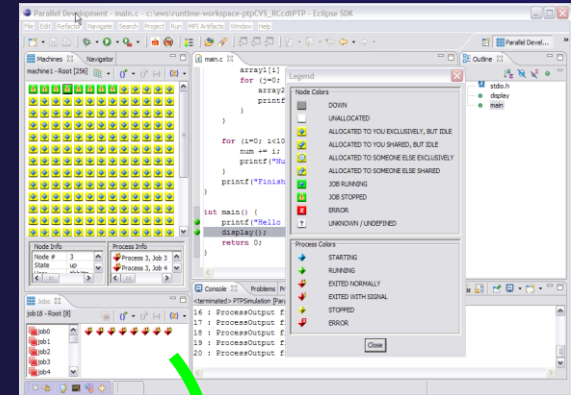 Parallel Development - main.c - c:\ews\runtime-workspace-ptpCVS_RCcdtPTP - Eclipse SDK
File Edit Refactor Navigate Search Project Run MPI Artifacts Window Help
Parallel Devel...
Machines
Navigator
machine1 - Root [256]
main.c
array1[i]
for (j=0;
array2
printf
}
}
for (i=0; i<10
num += i;
printf("Nu
}
printf("Finish
}
int main() {
printf("Hello
display();
return 0;
}
Legend
Node Colors
DOWN
UNALLOCATED
ALLOCATED TO YOU EXCLUSIVELY, BUT IDLE
ALLOCATED TO YOU SHARED, BUT IDLE
ALLOCATED TO SOMEONE ELSE EXCLUSIVELY
ALLOCATED TO SOMEONE ELSE SHARED
JOB RUNNING
JOB STOPPED
ERROR
UNKNOWN / UNDEFINED
Process Colors
STARTING
RUNNING
EXITED NORMALLY
EXITED WITH SIGNAL
STOPPED
ERROR
Close
Outline
stdio.h
display
main
Node Info
Node # 3
State up
Process Info
Process 3, Job 3
Process 3, Job 4
Jobs
job18 - Root [8]
job0
job1
job2
job3
job4
Console
Problems
<terminated> PTPSimulation [Para
16 : ProcessOutput f
17 : ProcessOutput f
18 : ProcessOutput f
19 : ProcessOutput f
20 : ProcessOutput f